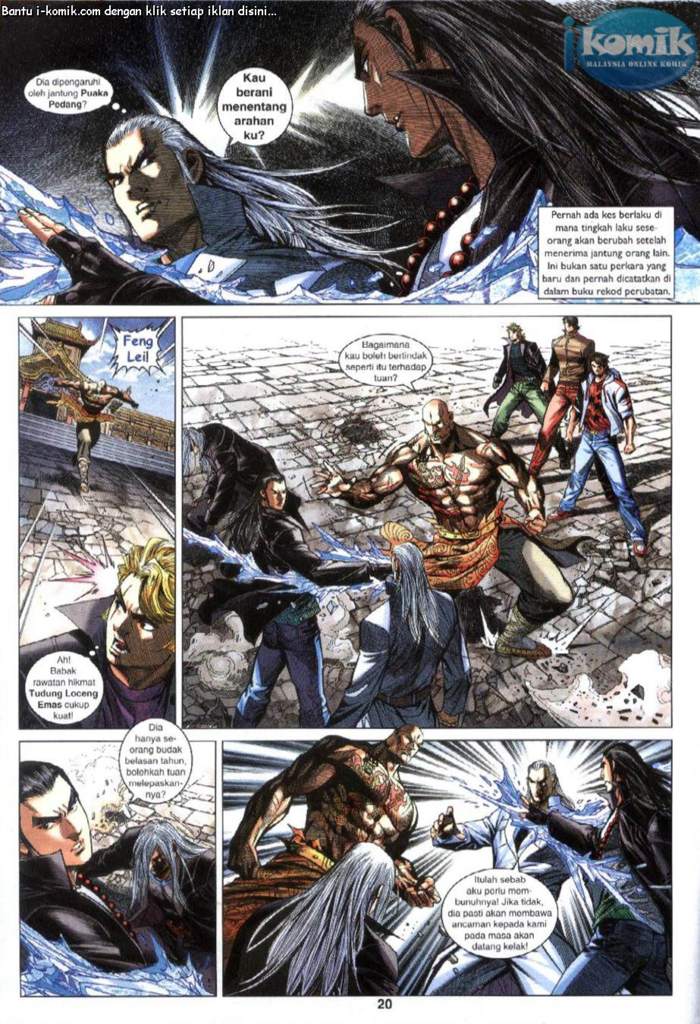 Bantu i-komik.com dengan klik setiap iklan disini...
ikomik
MALAYSIA ONLINE KOMIK
Dia dipengaruhi
oleh jantung Puaka
Pedang?
Kau
berani
menentang
arahan
ku?
Pernah ada kes berlaku di
mana tingkah laku sese-
orang akan berubah setelah
menerima jantung orang lain.
Ini bukan satu perkara yang
baru dan pernah dicatatkan di
dalam buku rekod perubatan.
Feng
Lei!
Ah!
Babak
rawatan hikmat
Tudung Loceng
Emas cukup
kuat!
Bagaimana
kau boleh bertindak
seperti itu terhadap
tuan?
Dia
hanya se-
orang budak
belasan tahun,
bolehkah tuan
melepaskan-
nya?
Itulah sebab
aku perlu mem-
bunuhnya! Jika tidak,
dia pasti akan membawa
ancaman kepada kami
pada masa akan
datang kelak!
20